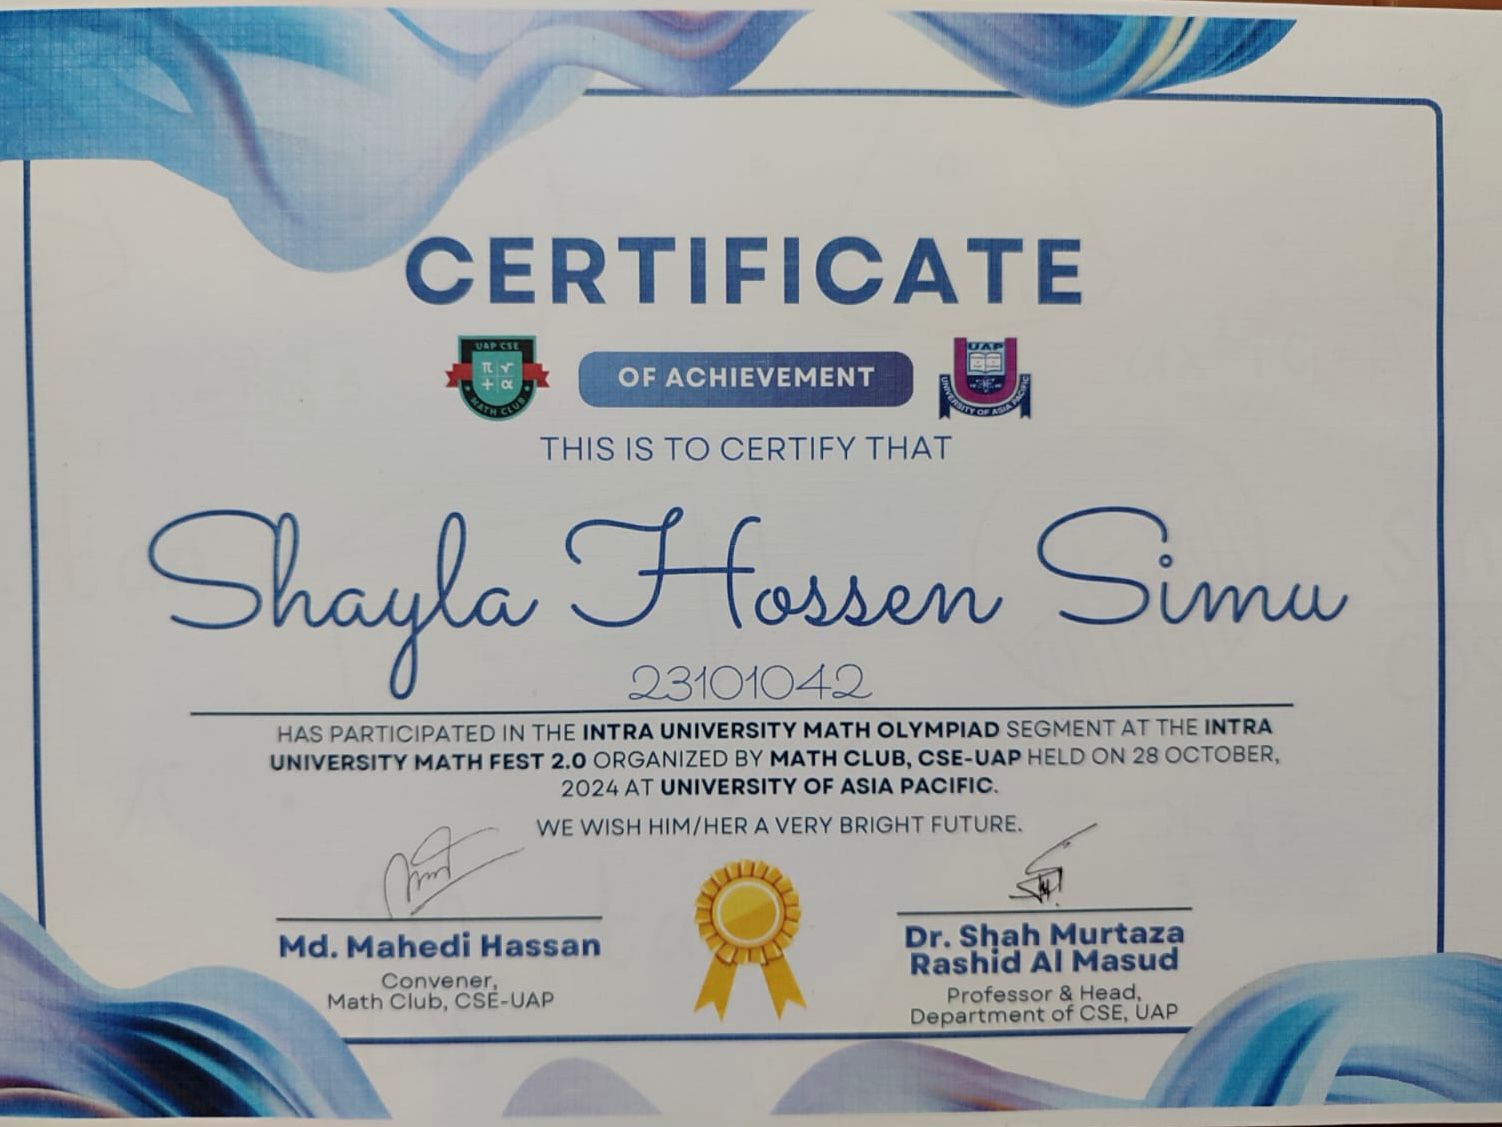 CERTIFICATE
UAP CSE
π √
+ α
MATH CLUB
OF ACHIEVEMENT
UAP
UNIVERSITY OF ASIA PACIFIC
THIS IS TO CERTIFY THAT
Shayla Hossen Simu
23101042
HAS PARTICIPATED IN THE INTRA UNIVERSITY MATH OLYMPIAD SEGMENT AT THE INTRA
UNIVERSITY MATH FEST 2.0 ORGANIZED BY MATH CLUB, CSE-UAP HELD ON 28 OCTOBER,
2024 AT UNIVERSITY OF ASIA PACIFIC.
WE WISH HIM/HER A VERY BRIGHT FUTURE.
Md. Mahedi Hassan
Convener,
Math Club, CSE-UAP
Dr. Shah Murtaza
Rashid Al Masud
Professor & Head,
Department of CSE, UAP